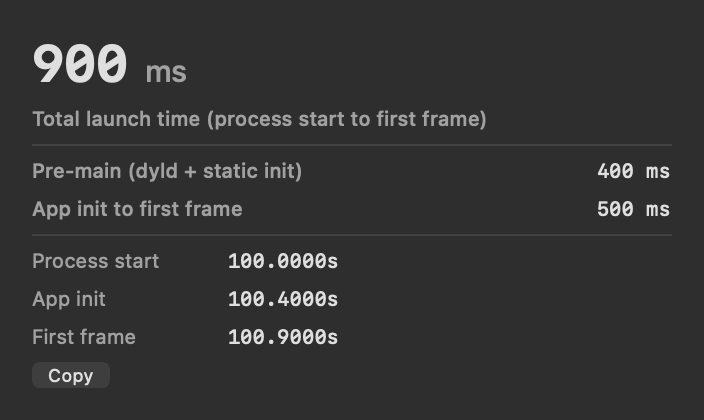 900 ms
Total launch time (process start to first frame)
Pre-main (dyld + static init) 400 ms
App init to first frame 500 ms
Process start 100.0000s
App init 100.4000s
First frame 100.9000s
Copy